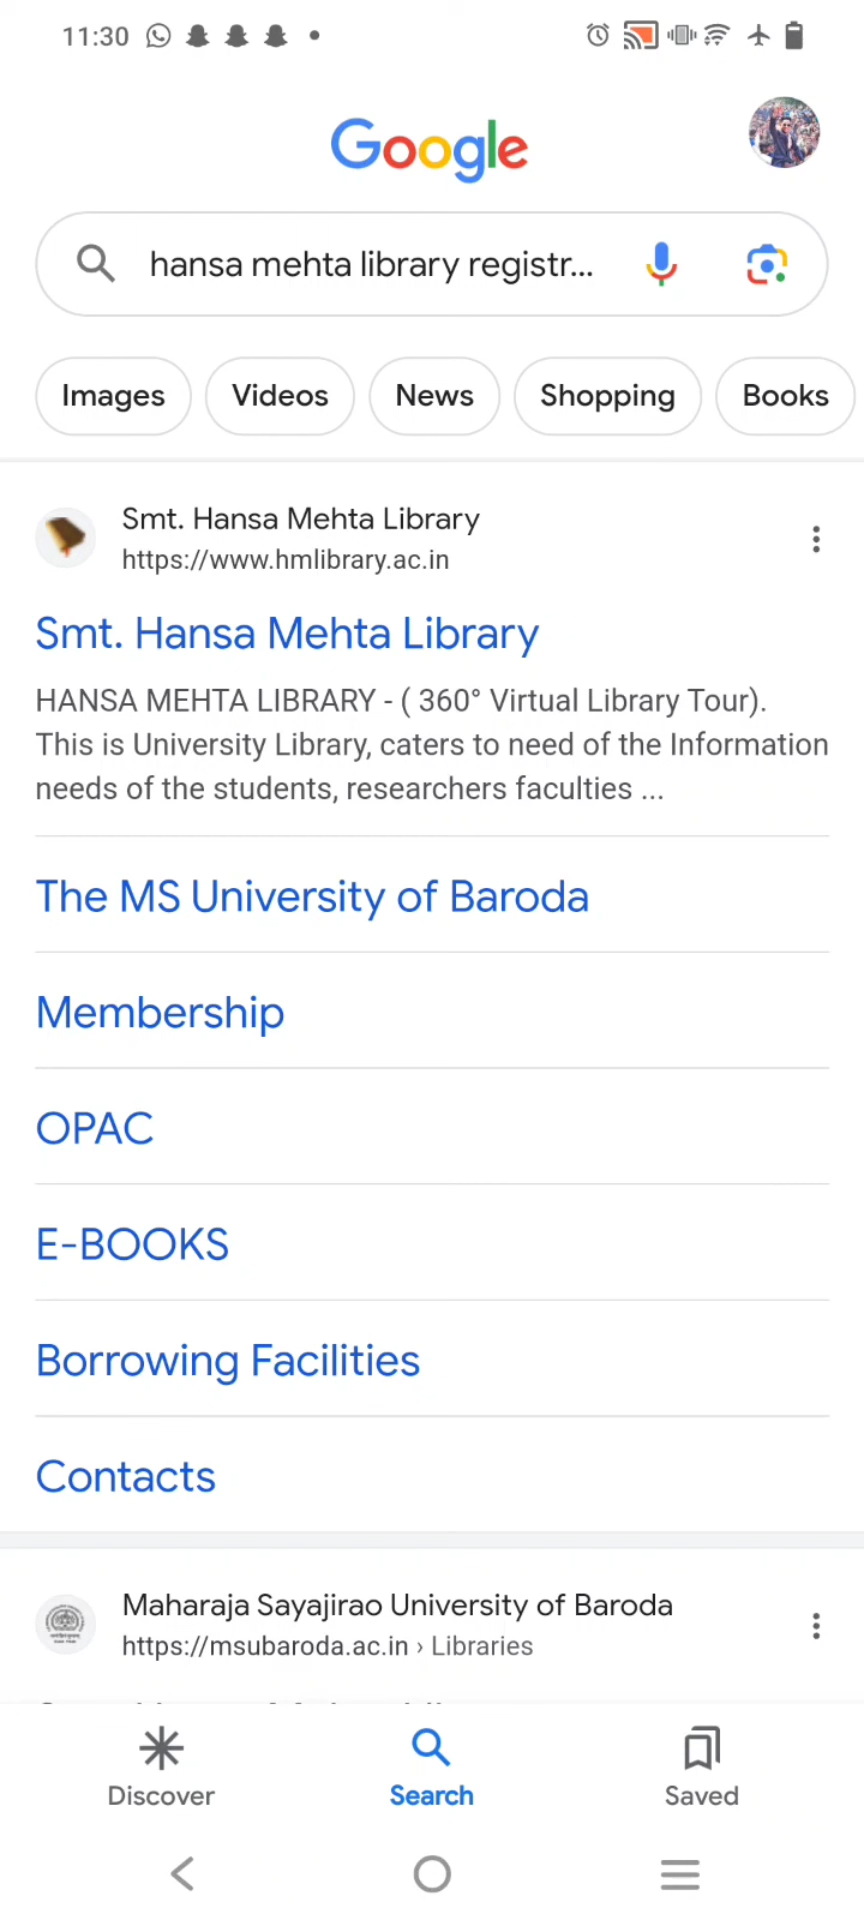 11:30
Google
hansa mehta library registr...
Images
Videos
News
Shopping
Books
Smt. Hansa Mehta Library
https://www.hmlibrary.ac.in
Smt. Hansa Mehta Library
HANSA MEHTA LIBRARY - ( 360° Virtual Library Tour).
This is University Library, caters to need of the Information
needs of the students, researchers faculties ...
The MS University of Baroda
Membership
OPAC
E-BOOKS
Borrowing Facilities
Contacts
Maharaja Sayajirao University of Baroda
https://msubaroda.ac.in › Libraries
Discover
Search
Saved